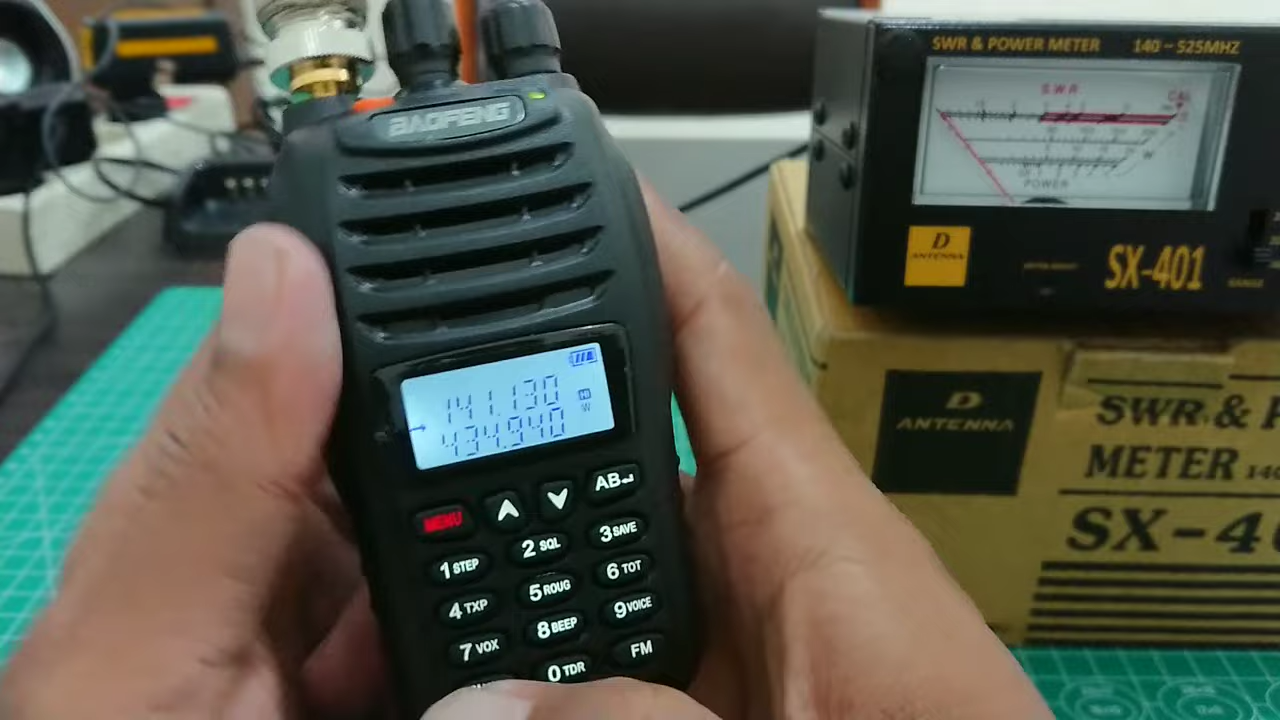 BAOFENG
141.130
HI
W
434.940
MENU
AB
1 STEP
2 SQL
3 SAVE
4 TXP
5 ROUG
6 TOT
7 VOX
8 BEEP
9 VOICE
0 TDR
FM
SWR & POWER METER 140 – 525MHZ
SWR
CAL
W
POWER
D
ANTENNA
SX-401
RANGE
D
ANTENNA
SWR &
METER 140
SX-4